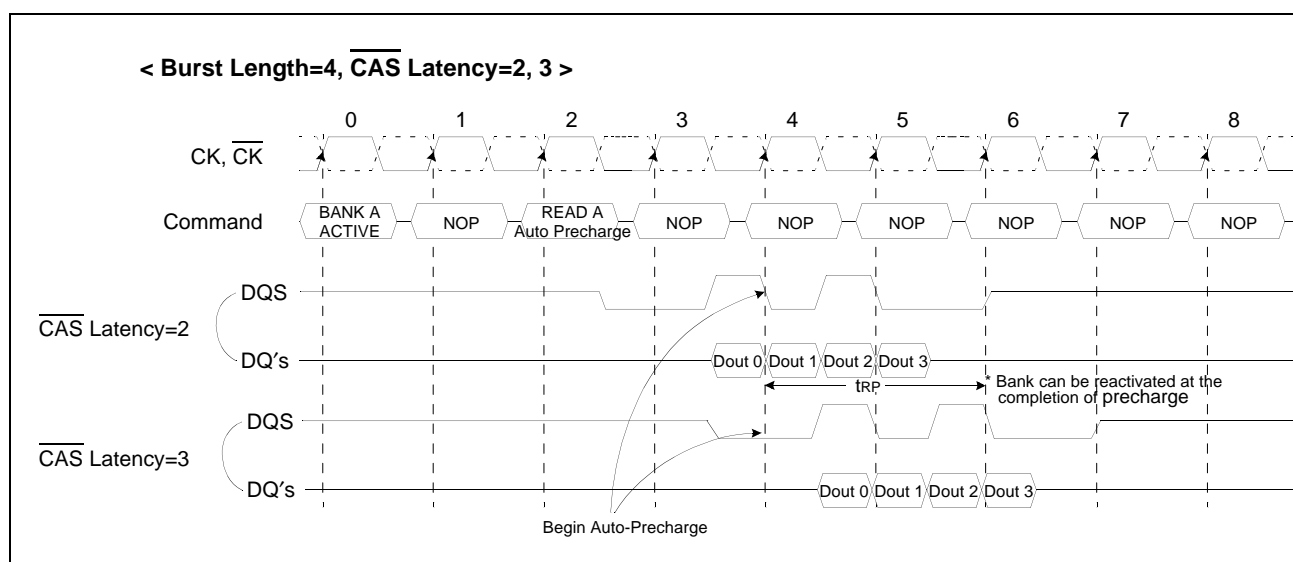 < Burst Length=4, CAS Latency=2, 3 >
0 1 2 3 4 5 6 7 8
CK, CK
Command
BANK A
ACTIVE
NOP
READ A
Auto Precharge
NOP
NOP
NOP
NOP
NOP
NOP
DQS
CAS Latency=2
DQ's
Dout 0 Dout 1 Dout 2 Dout 3
tRP
* Bank can be reactivated at the
completion of precharge
DQS
CAS Latency=3
DQ's
Dout 0 Dout 1 Dout 2 Dout 3
Begin Auto-Precharge